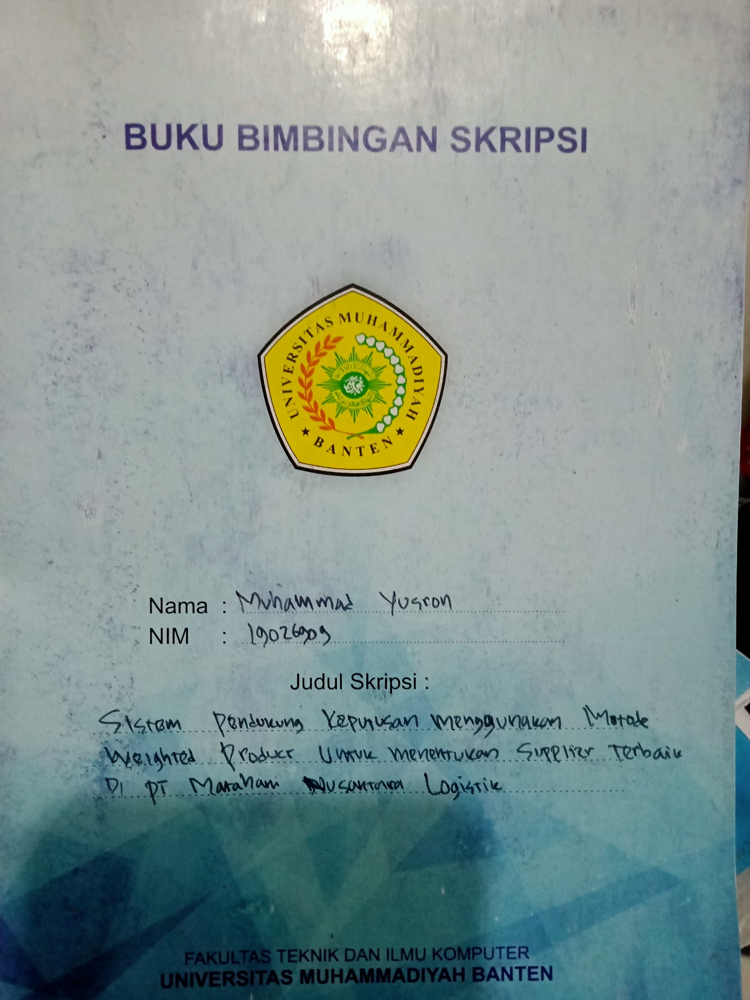 BUKU BIMBINGAN SKRIPSI
UNIVERSITAS MUHAMMADIYAH
★ BANTEN ★
Nama : Muhammad Yusron
NIM : 19026909
Judul Skripsi :
Sistem Pendukung Keputusan menggunakan Metode
Weighted Product Untuk menentukan Supplier Terbaik
Di PT Matahari Nusantara Logistik
FAKULTAS TEKNIK DAN ILMU KOMPUTER
UNIVERSITAS MUHAMMADIYAH BANTEN